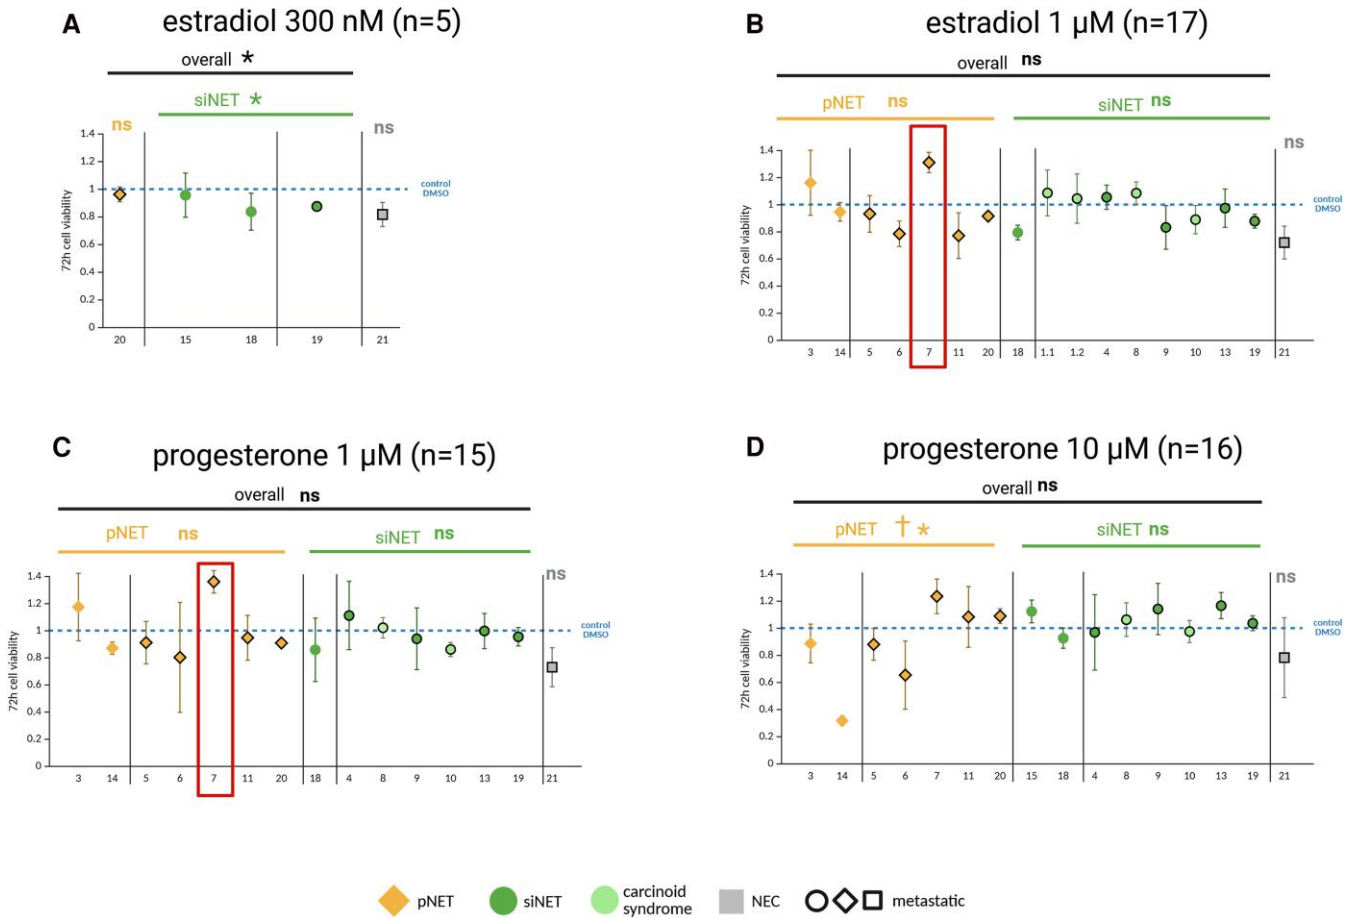 A
estradiol 300 nM (n=5)
overall *
siNET *
ns
ns
1.4
1.2
1
0.8
0.6
0.4
0.2
0
72h cell viability
control
DMSO
20 15 18 19 21
B
estradiol 1 µM (n=17)
overall ns
pNET ns
siNET ns
ns
1.4
1.2
1
0.8
0.6
0.4
0.2
0
72h cell viability
control
DMSO
3 14 5 6 7 11 20 18 1.1 1.2 4 8 9 10 13 19 21
C
progesterone 1 µM (n=15)
overall ns
pNET ns
siNET ns
ns
1.4
1.2
1
0.8
0.6
0.4
0.2
0
72h cell viability
control
DMSO
3 14 5 6 7 11 20 18 4 8 9 10 13 19 21
D
progesterone 10 µM (n=16)
overall ns
pNET † *
siNET ns
ns
1.4
1.2
1
0.8
0.6
0.4
0.2
0
72h cell viability
control
DMSO
3 14 5 6 7 11 20 15 18 4 8 9 10 13 19 21
pNET
siNET
carcinoid
syndrome
NEC
metastatic